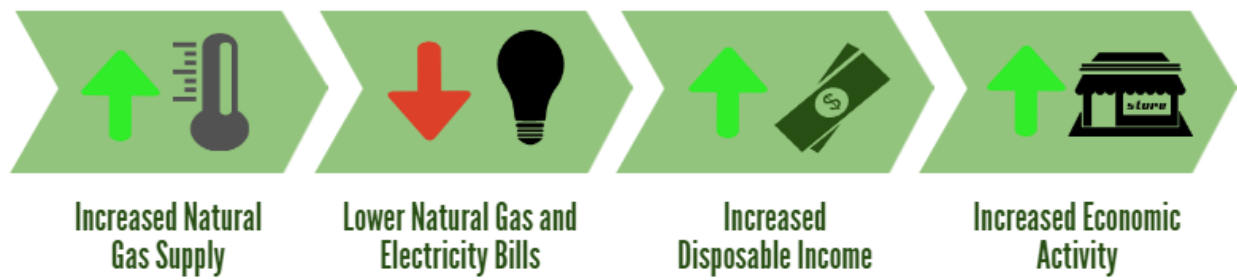 $
store
Increased Natural
Gas Supply
Lower Natural Gas and
Electricity Bills
Increased
Disposable Income
Increased Economic
Activity